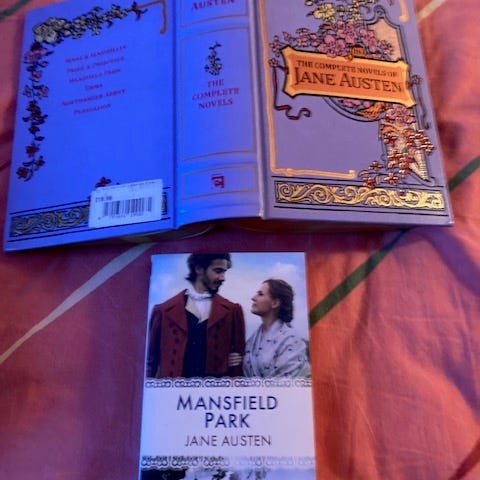 SENSE & SENSIBILITY
PRIDE & PREJUDICE
MANSFIELD PARK
EMMA
NORTHANGER ABBEY
PERSUASION
AUSTEN
THE
COMPLETE
NOVELS
THE COMPLETE NOVELS OF
JANE AUSTEN
MANSFIELD
PARK
JANE AUSTEN